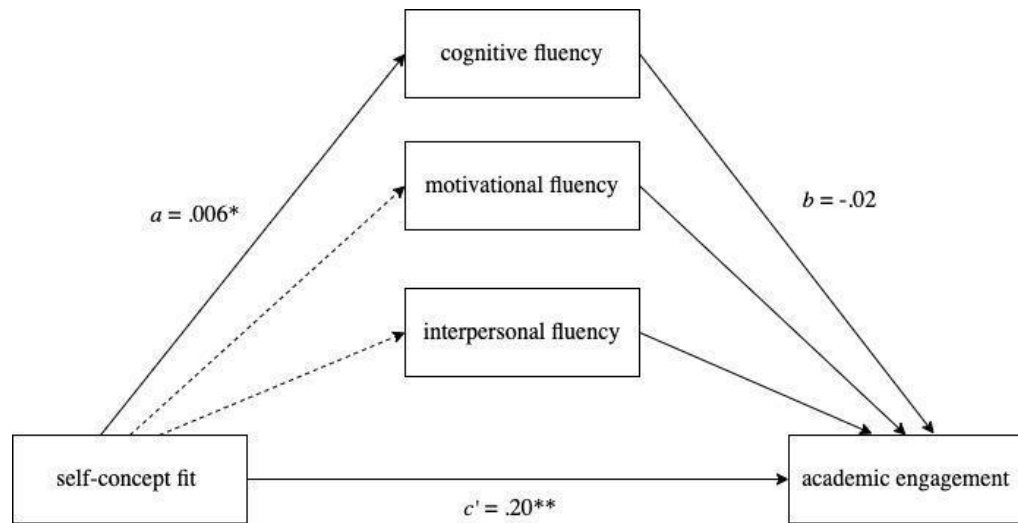 cognitive fluency
motivational fluency
a = .006*
b = -.02
interpersonal fluency
self-concept fit
academic engagement
c' = .20**